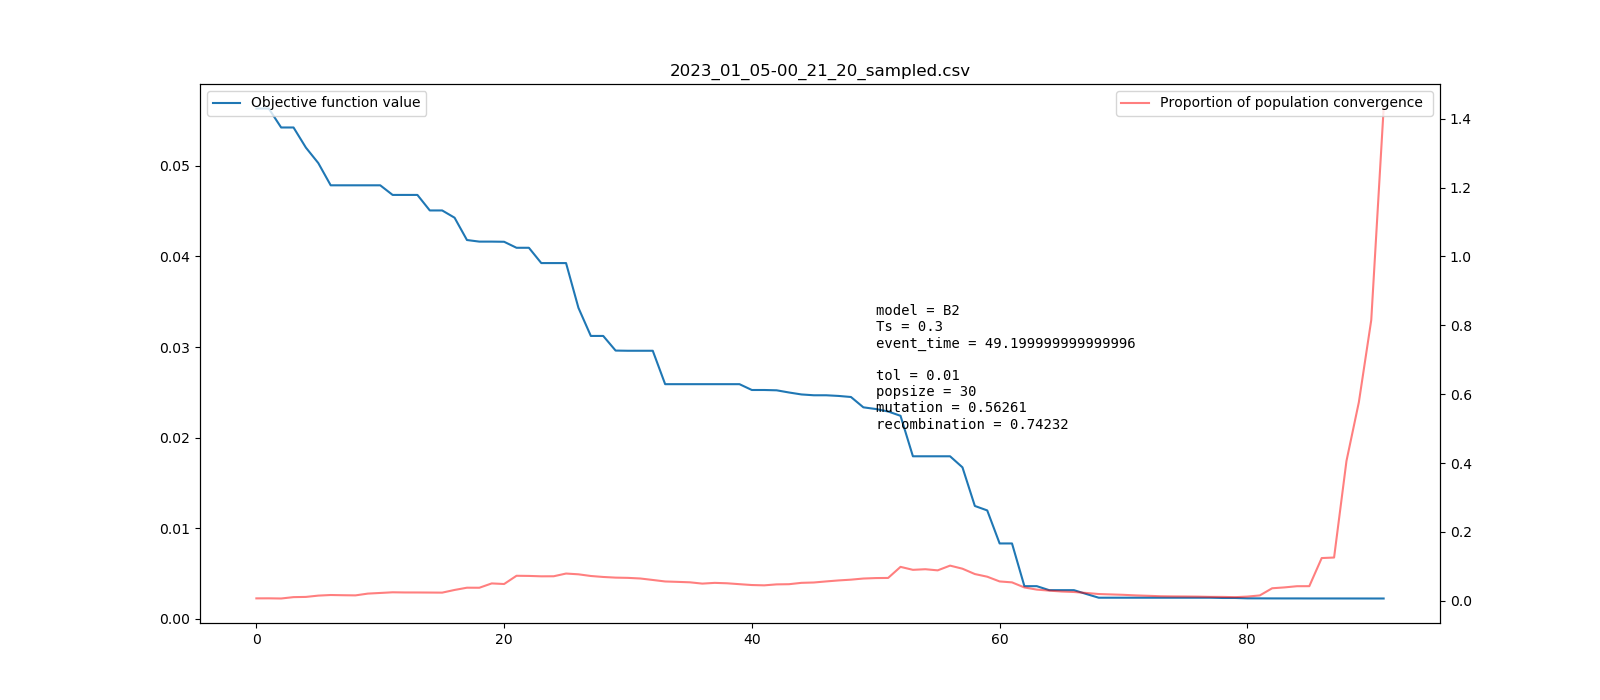 2023_01_05-00_21_20_sampled.csv
Objective function value
Proportion of population convergence
0.05
0.04
0.03
0.02
0.01
0.00
1.4
1.2
1.0
0.8
0.6
0.4
0.2
0.0
model = B2
Ts = 0.3
event_time = 49.199999999999996
tol = 0.01
popsize = 30
mutation = 0.56261
recombination = 0.74232
0
20
40
60
80